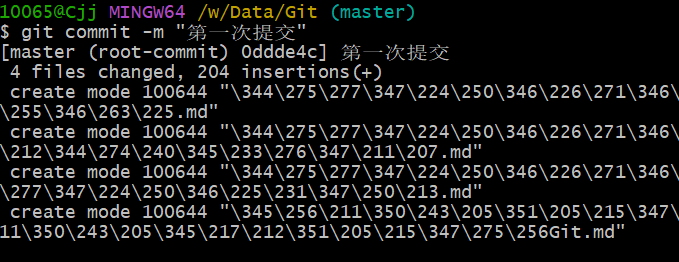 10065@Cjj MINGW64 /w/Data/Git (master)
$ git commit -m "第一次提交"
[master (root-commit) 0ddde4c] 第一次提交
 4 files changed, 204 insertions(+)
 create mode 100644 "\344\275\277\347\224\250\346\226\271\346\
\255\346\263\225.md"
 create mode 100644 "\344\275\277\347\224\250\346\226\271\346\
\212\344\274\240\345\233\276\347\211\207.md"
 create mode 100644 "\344\275\277\347\224\250\346\226\271\346\
\277\347\224\250\346\225\231\347\250\213.md"
 create mode 100644 "\345\256\211\350\243\205\351\205\215\347\
11\350\243\205\345\217\212\351\205\215\347\275\256Git.md"